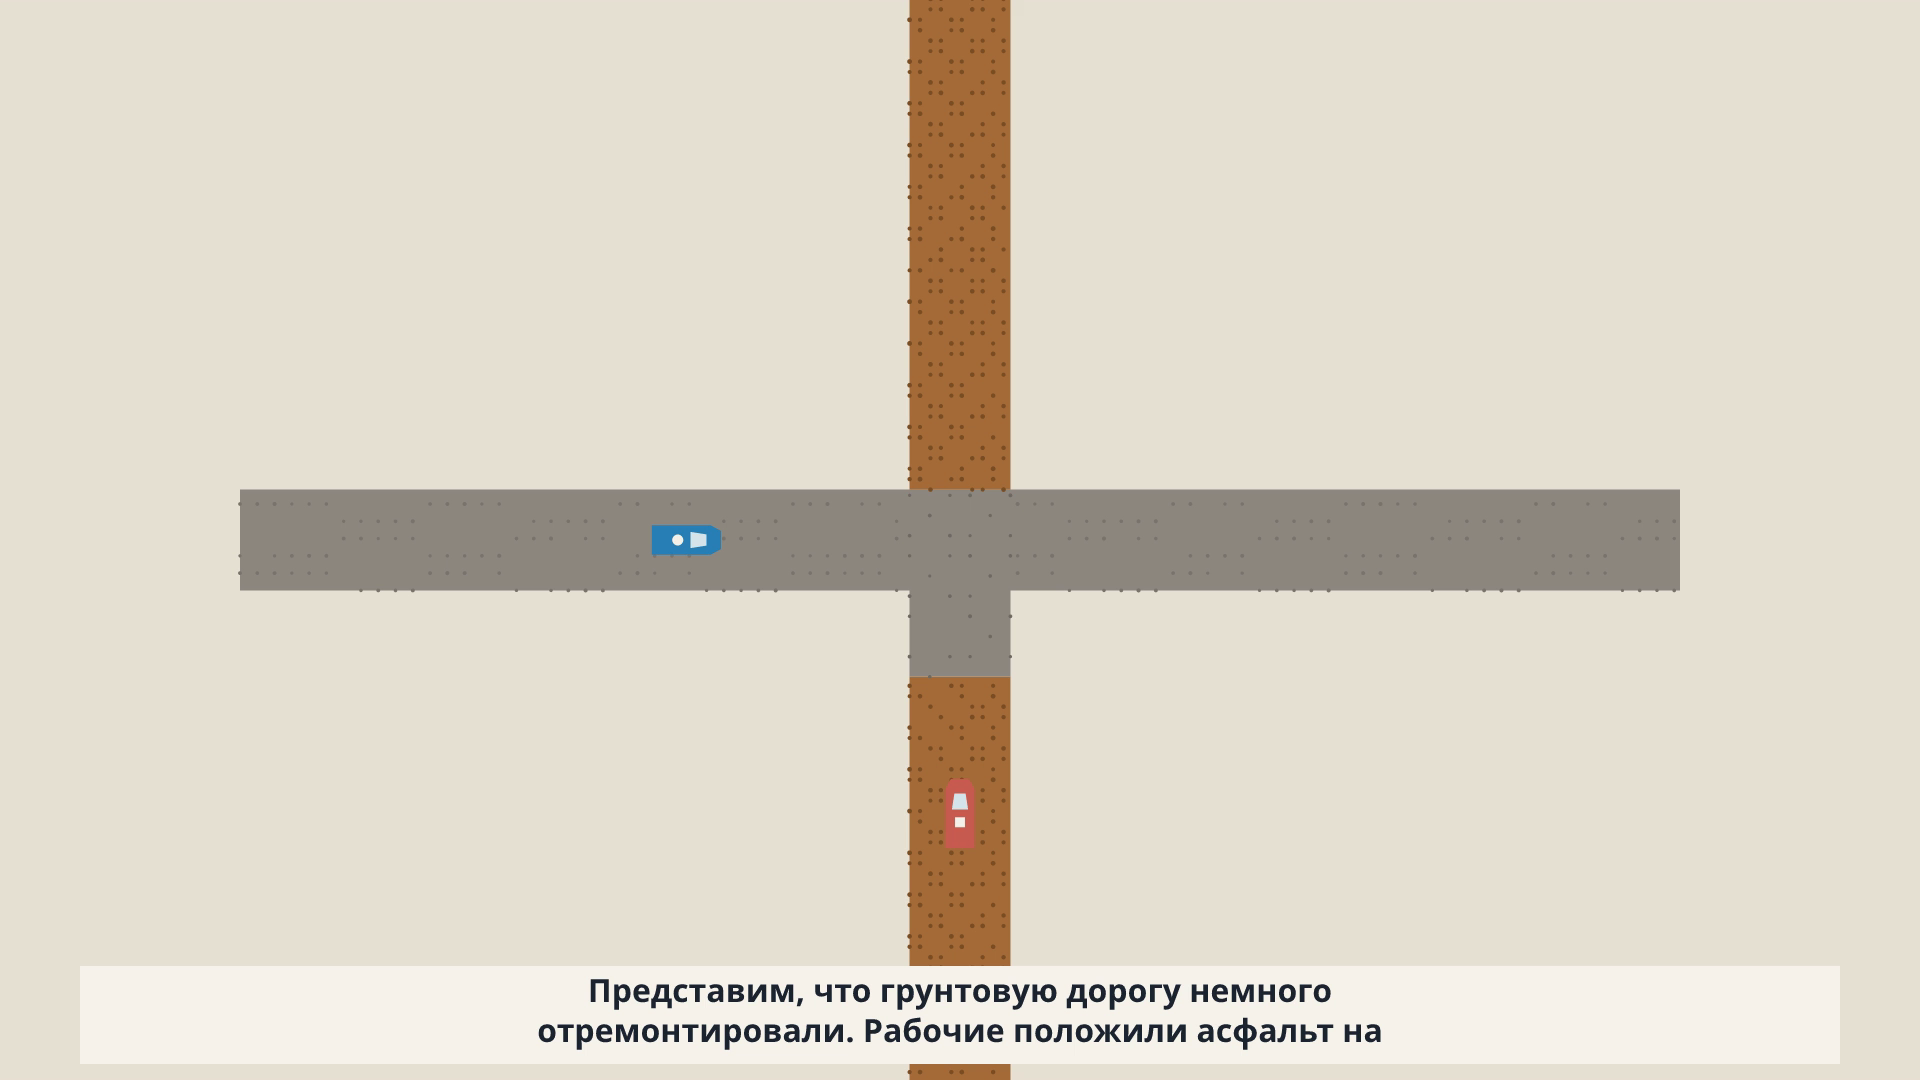 Представим, что грунтовую дорогу немного
отремонтировали. Рабочие положили асфальт на